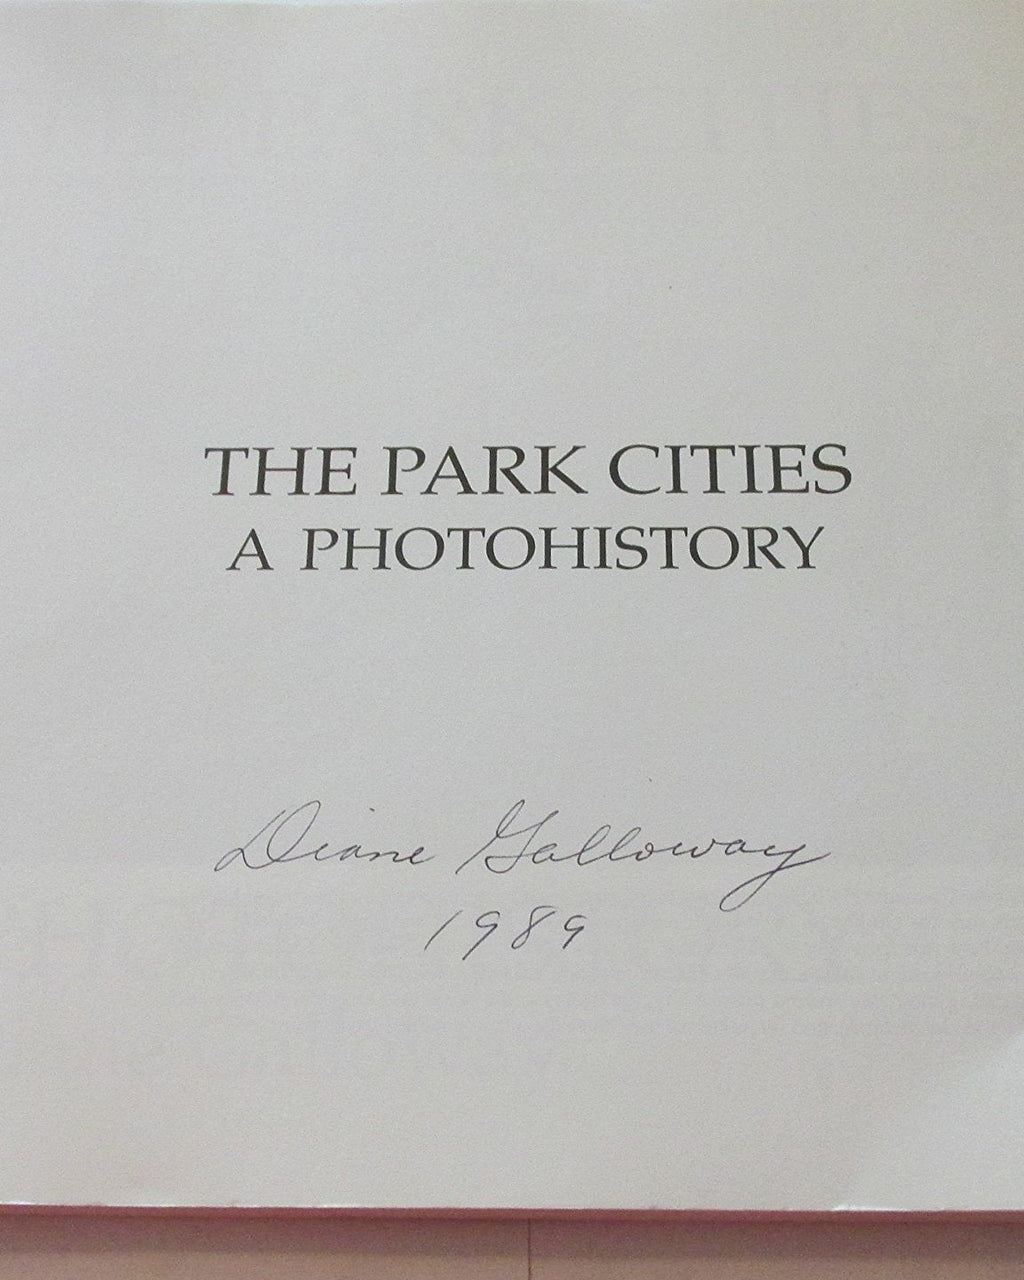 THE PARK CITIES
A PHOTOHISTORY
Diane Galloway
1989